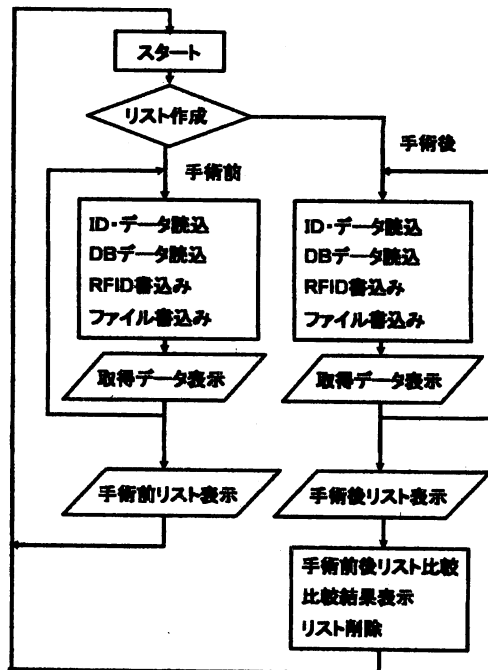 スタート
リスト作成
手術前
手術後
ID・データ読込
DBデータ読込
RFID書込み
ファイル書込み
ID・データ読込
DBデータ読込
RFID書込み
ファイル書込み
取得データ表示
取得データ表示
手術前リスト表示
手術後リスト表示
手術前後リスト比較
比較結果表示
リスト削除